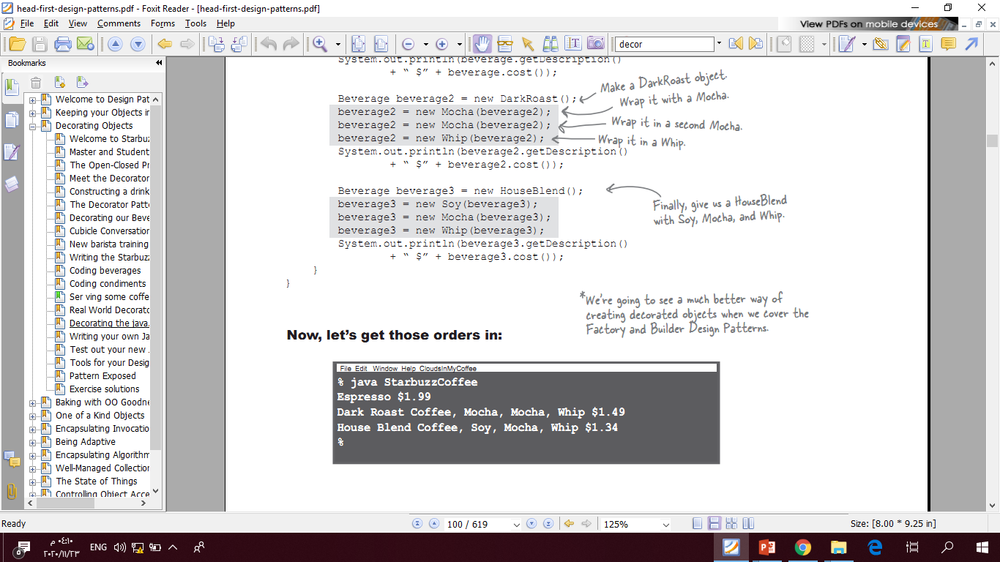 head-first-design-patterns.pdf - Foxit Reader - [head-first-design-patterns.pdf]
File Edit View Document Comments Forms Tools Help
View PDFs on mobile devices
decor
Bookmarks
Welcome to Design Pat
Keeping your Objects in
Decorating Objects
Welcome to Starbuz
Master and Student
The Open-Closed Pr
Meet the Decorator
Constructing a drink
The Decorator Patte
Decorating our Beve
Cubicle Conversation
New barista training
Writing the Starbuzz
Coding beverages
Coding condiments
Ser ving some coffe
Real World Decorato
Decorating the java.
Writing your own Ja
Test out your new .
Tools for your Desig
Pattern Exposed
Exercise solutions
Baking with OO Goodne
One of a Kind Objects
Encapsulating Invocatio
Being Adaptive
Encapsulating Algorithm
Well-Managed Collection
The State of Things
Controlling Object Acce
System.out.println(beverage.getDescription()
+ “ $” + beverage.cost());
Beverage beverage2 = new DarkRoast();
Make a DarkRoast object.
beverage2 = new Mocha(beverage2);
Wrap it with a Mocha.
beverage2 = new Mocha(beverage2);
Wrap it in a second Mocha.
beverage2 = new Whip(beverage2);
Wrap it in a Whip.
System.out.println(beverage2.getDescription()
+ “ $” + beverage2.cost());
Beverage beverage3 = new HouseBlend();
beverage3 = new Soy(beverage3);
beverage3 = new Mocha(beverage3);
beverage3 = new Whip(beverage3);
Finally, give us a HouseBlend
with Soy, Mocha, and Whip.
System.out.println(beverage3.getDescription()
+ “ $” + beverage3.cost());
}
}
*We're going to see a much better way of
creating decorated objects when we cover the
Factory and Builder Design Patterns.
Now, let’s get those orders in:
File Edit Window Help CloudsInMyCoffee
% java StarbuzzCoffee
Espresso $1.99
Dark Roast Coffee, Mocha, Mocha, Whip $1.49
House Blend Coffee, Soy, Mocha, Whip $1.34
%
Ready
100 / 619
125%
Size: [8.00 * 9.25 in]
٥
٠٤:١٠ م
٢٠٢٠/١١/٢٣
ENG